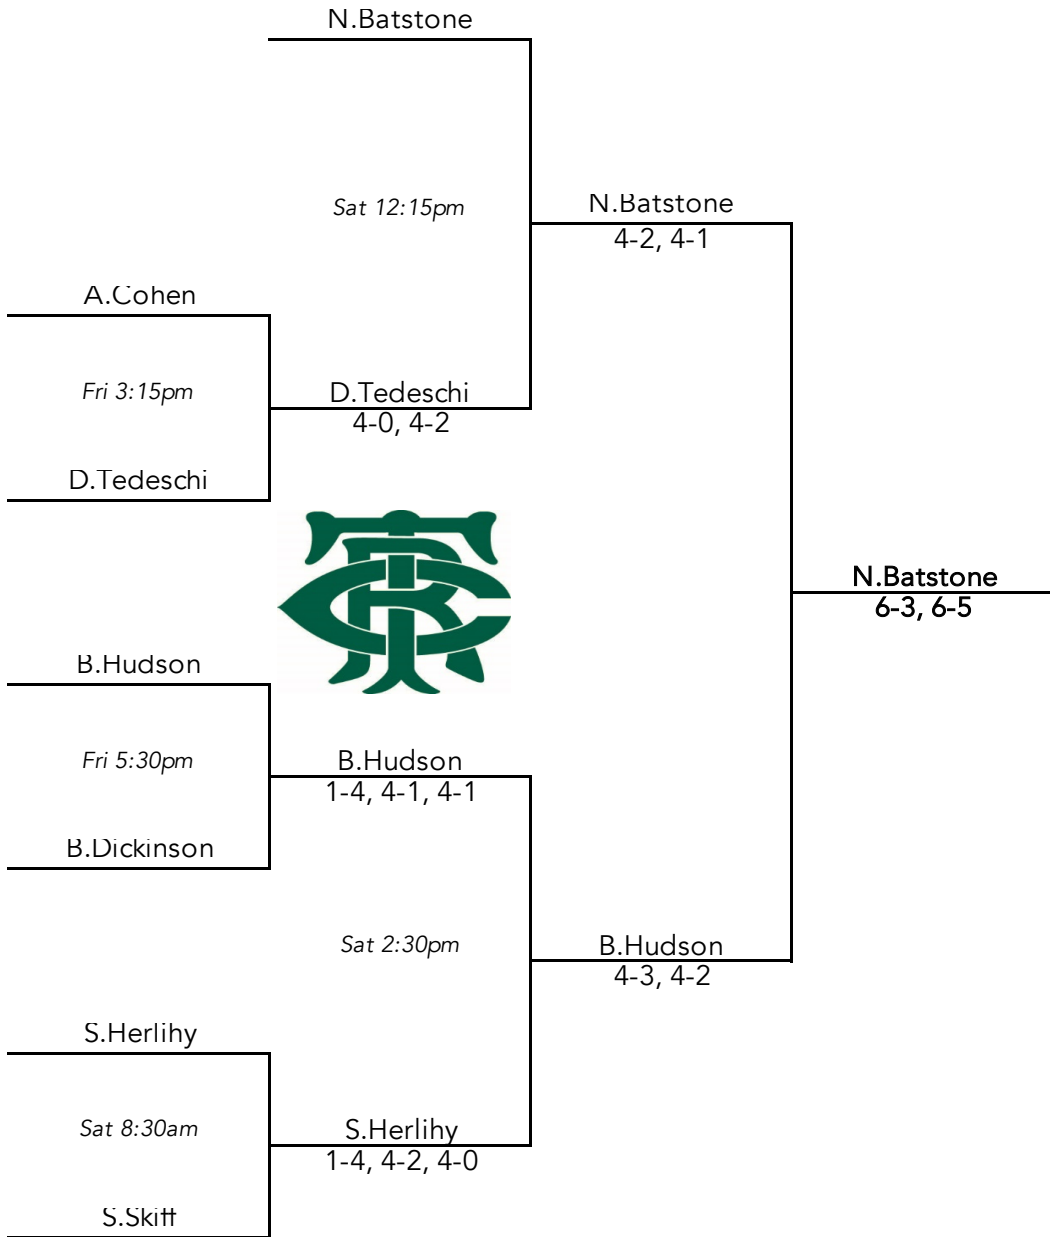 N.Batstone
Sat 12:15pm
N.Batstone
4-2, 4-1
A.Cohen
Fri 3:15pm
D.Tedeschi
4-0, 4-2
D.Tedeschi
N.Batstone
6-3, 6-5
B.Hudson
Fri 5:30pm
B.Hudson
1-4, 4-1, 4-1
B.Dickinson
Sat 2:30pm
B.Hudson
4-3, 4-2
S.Herlihy
Sat 8:30am
S.Herlihy
1-4, 4-2, 4-0
S.Skitt